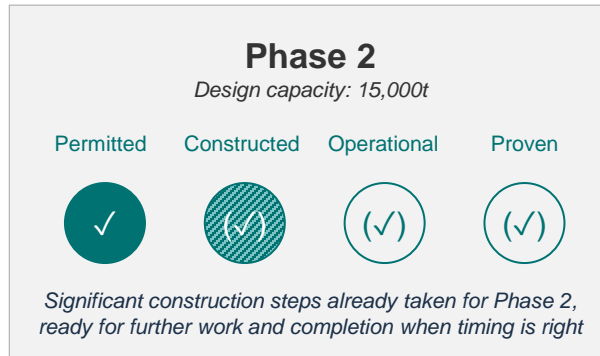 Phase 2
Design capacity: 15,000t
Permitted Constructed Operational Proven
✓ (✓) (✓) (✓)
Significant construction steps already taken for Phase 2,
ready for further work and completion when timing is right